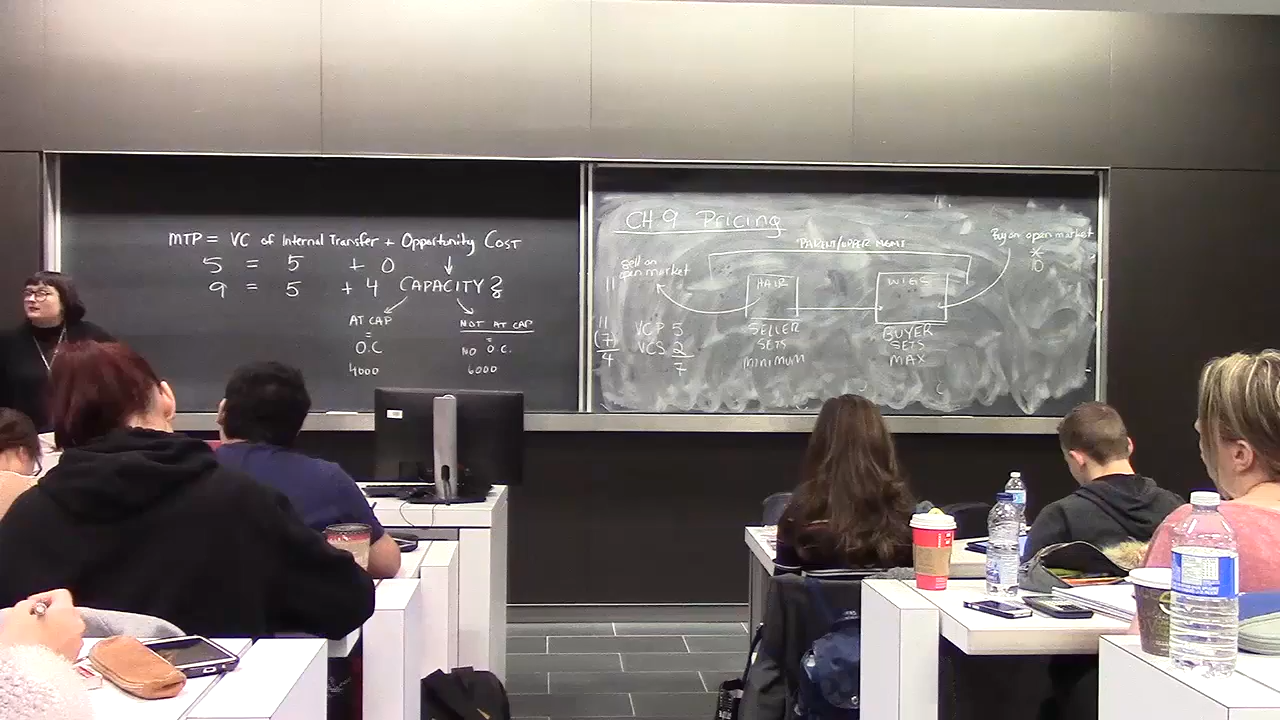 MTP = VC of Internal Transfer + Opportunity Cost
5 = 5 + 0
9 = 5 + 4 CAPACITY?
AT CAP
=
O.C
4000
NOT AT CAP
=
NO O.C.
6000
CH 9 Pricing
PARENT/UPPER MGMT
Sell on
open market
11
Buy on open market
10
HAIR
WIGS
SELLER
SETS
MINIMUM
BUYER
SETS
MAX
11
(7)
4
VCP 5
VCS 2
7